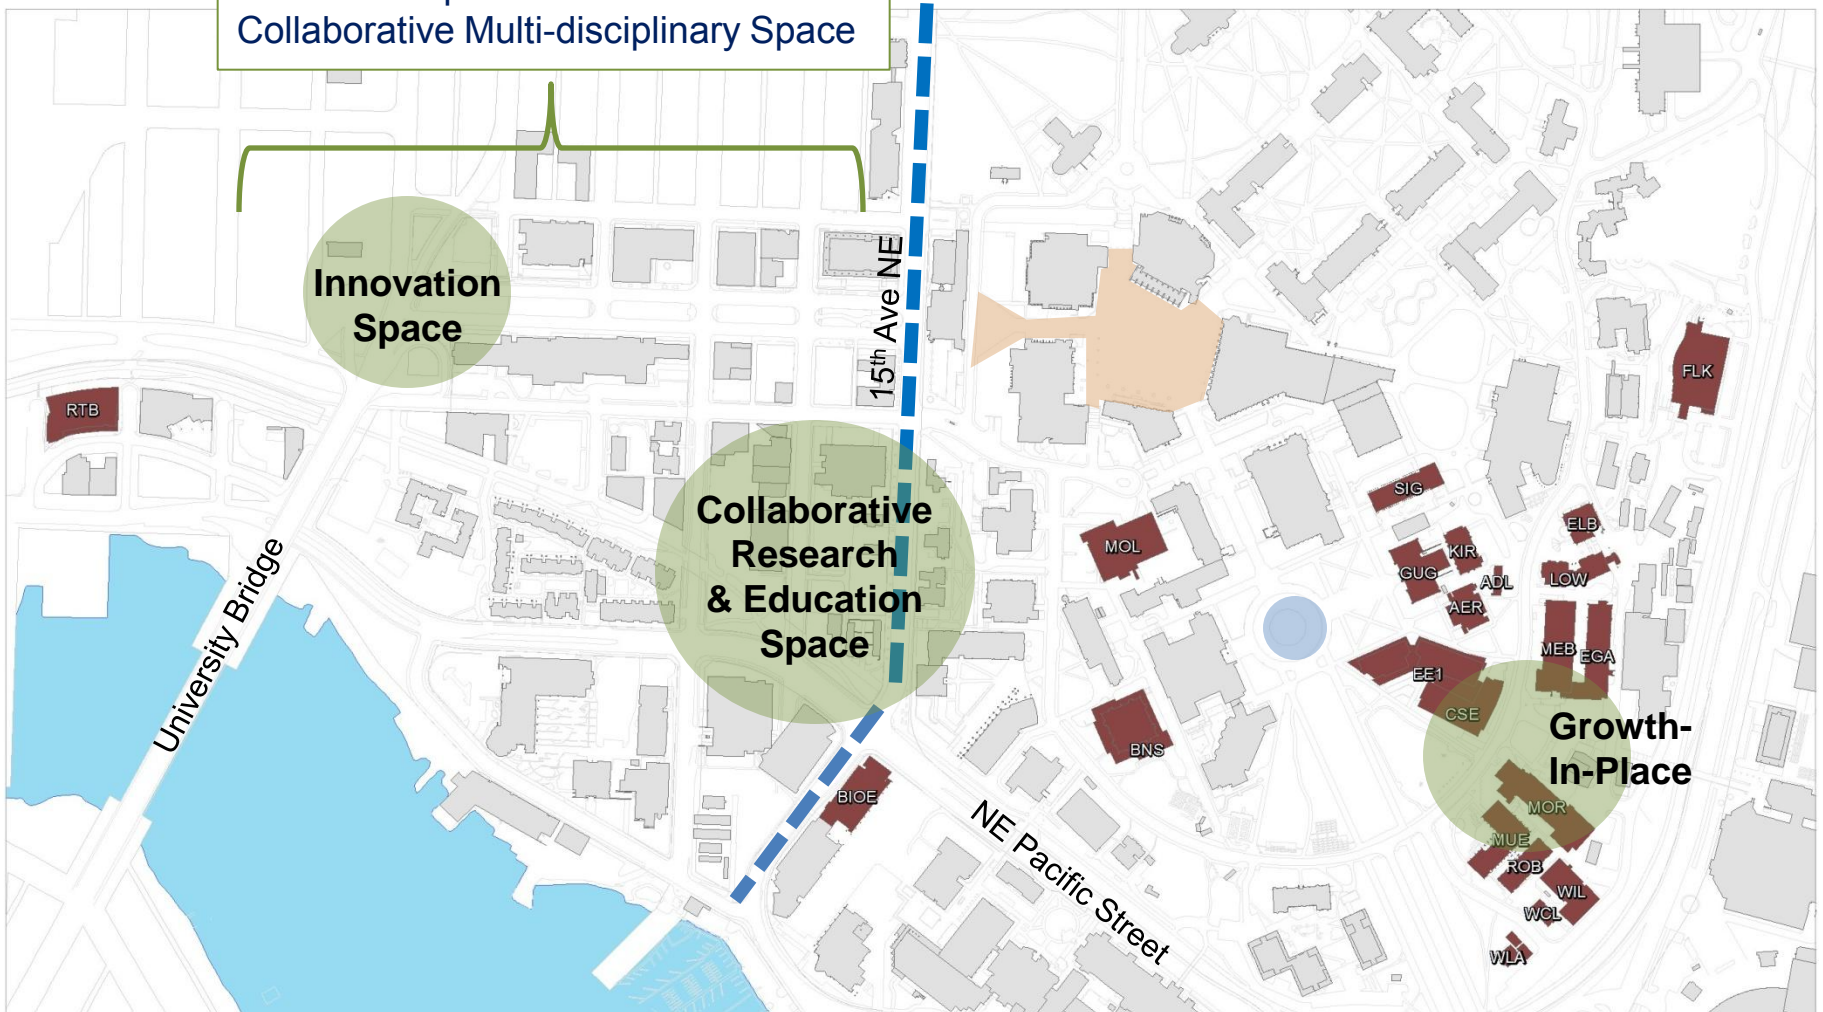 Collaborative Multi-disciplinary Space
Innovation
Space
15th Ave NE
RTB
FLK
Collaborative
Research
& Education
Space
University Bridge
SIG
MOL
ELB
KIR
GUG
ADL
LOW
AER
MEB
EGA
EE1
CSE
Growth-
In-Place
BNS
BIOE
NE Pacific Street
MOR
MUE
ROB
WIL
WCL
WLA